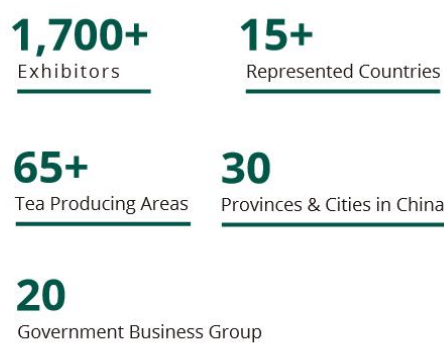 1,700+
Exhibitors
15+
Represented Countries
65+
Tea Producing Areas
30
Provinces & Cities in China
20
Government Business Group